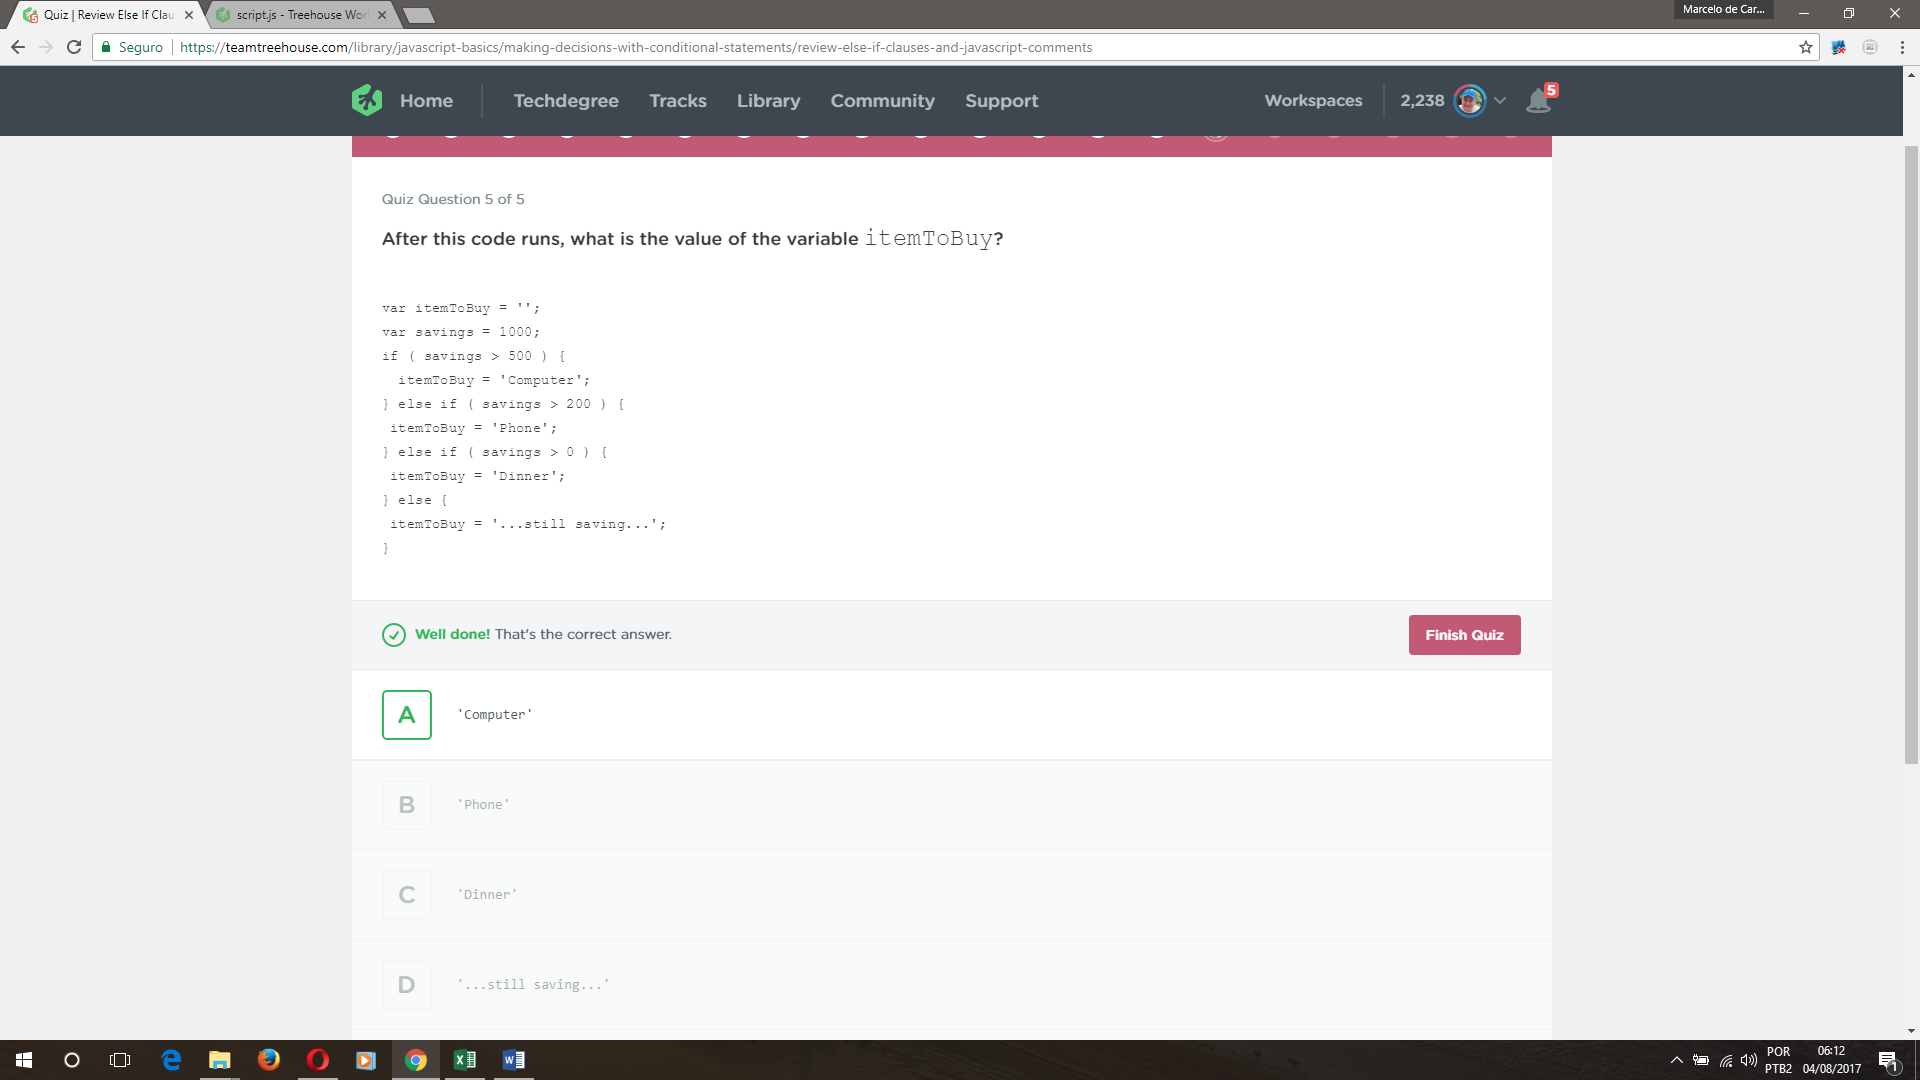 Quiz | Review Else If Clau
script.js - Treehouse Wor
Marcelo de Car...
Seguro
https://teamtreehouse.com/library/javascript-basics/making-decisions-with-conditional-statements/review-else-if-clauses-and-javascript-comments
Home Techdegree Tracks Library Community Support Workspaces 2,238 5
Quiz Question 5 of 5
After this code runs, what is the value of the variable itemToBuy?
var itemToBuy = '';
var savings = 1000;
if ( savings > 500 ) {
  itemToBuy = 'Computer';
} else if ( savings > 200 ) {
 itemToBuy = 'Phone';
} else if ( savings > 0 ) {
 itemToBuy = 'Dinner';
} else {
 itemToBuy = '...still saving...';
}
Well done! That's the correct answer.
Finish Quiz
A 'Computer'
B 'Phone'
C 'Dinner'
D '...still saving...'
POR
PTB2
06:12
04/08/2017
1